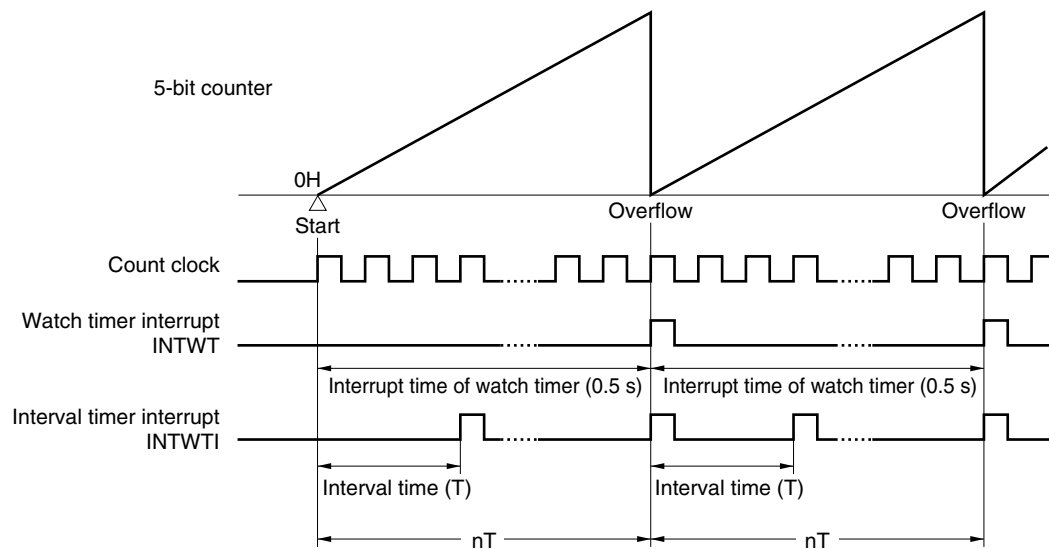 5-bit counter
0H
Start
Overflow
Overflow
Count clock
Watch timer interrupt
INTWT
Interrupt time of watch timer (0.5 s)
Interrupt time of watch timer (0.5 s)
Interval timer interrupt
INTWTI
Interval time (T)
Interval time (T)
nT
nT